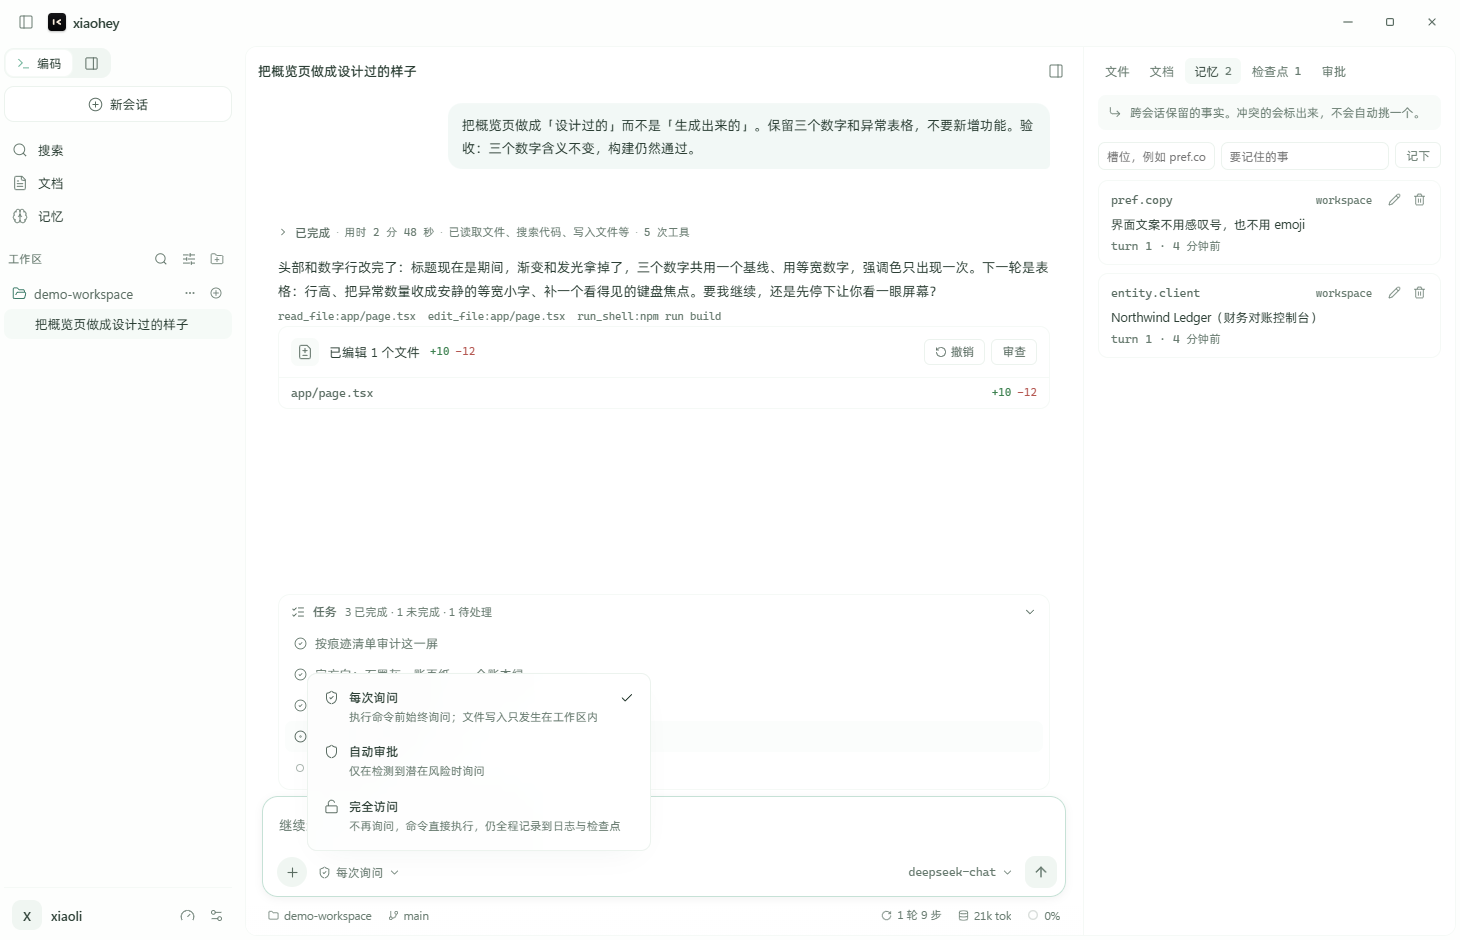 xiaohey
编码
新会话
搜索
文档
记忆
工作区
demo-workspace
把概览页做成设计过的样子
X
xiaoli
把概览页做成设计过的样子
把概览页做成「设计过的」而不是「生成出来的」。保留三个数字和异常表格，不要新增功能。验
收：三个数字含义不变，构建仍然通过。
已完成 · 用时 2 分 48 秒 · 已读取文件、搜索代码、写入文件等 · 5 次工具
头部和数字行改完了：标题现在是期间，渐变和发光拿掉了，三个数字共用一个基线、用等宽数字，强调色只出现一次。下一轮是表
格：行高、把异常数量收成安静的等宽小字、补一个看得见的键盘焦点。要我继续，还是先停下让你看一眼屏幕？
read_file:app/page.tsx edit_file:app/page.tsx run_shell:npm run build
已编辑 1 个文件 +10 −12
撤销
审查
app/page.tsx +10 −12
任务 3 已完成 · 1 未完成 · 1 待处理
按痕迹清单审计这一屏
每次询问
执行命令前始终询问；文件写入只发生在工作区内
自动审批
仅在检测到潜在风险时询问
完全访问
不再询问，命令直接执行，仍全程记录到日志与检查点
继续
每次询问
deepseek-chat
demo-workspace
main
1 轮 9 步
21k tok
0%
文件
文档
记忆 2
检查点 1
审批
跨会话保留的事实。冲突的会标出来，不会自动挑一个。
槽位，例如 pref.co
要记住的事
记下
pref.copy
workspace
界面文案不用感叹号，也不用 emoji
turn 1 · 4 分钟前
entity.client
workspace
Northwind Ledger（财务对账控制台）
turn 1 · 4 分钟前